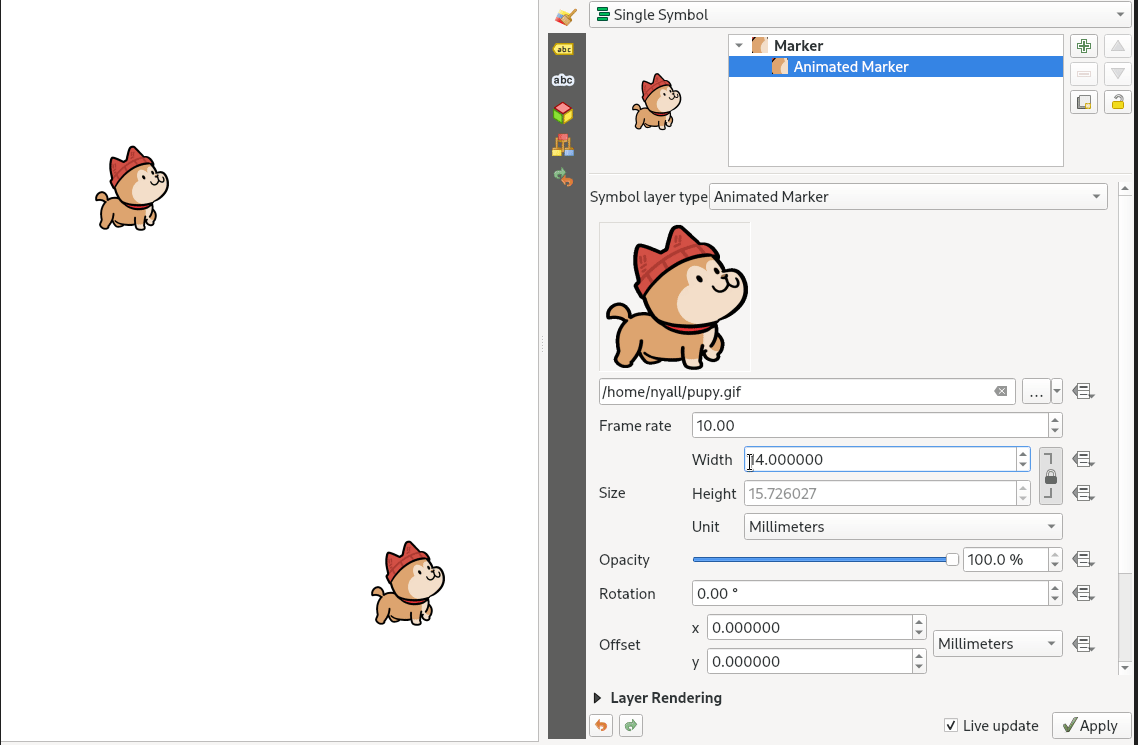 Single Symbol
Marker
Animated Marker
abc
abc
Symbol layer type Animated Marker
/home/nyall/pupy.gif
...
Frame rate 10.00
Width 14.000000
Size
Height 15.726027
Unit Millimeters
Opacity 100.0 %
Rotation 0.00 °
x 0.000000
Offset Millimeters
y 0.000000
Layer Rendering
Live update Apply